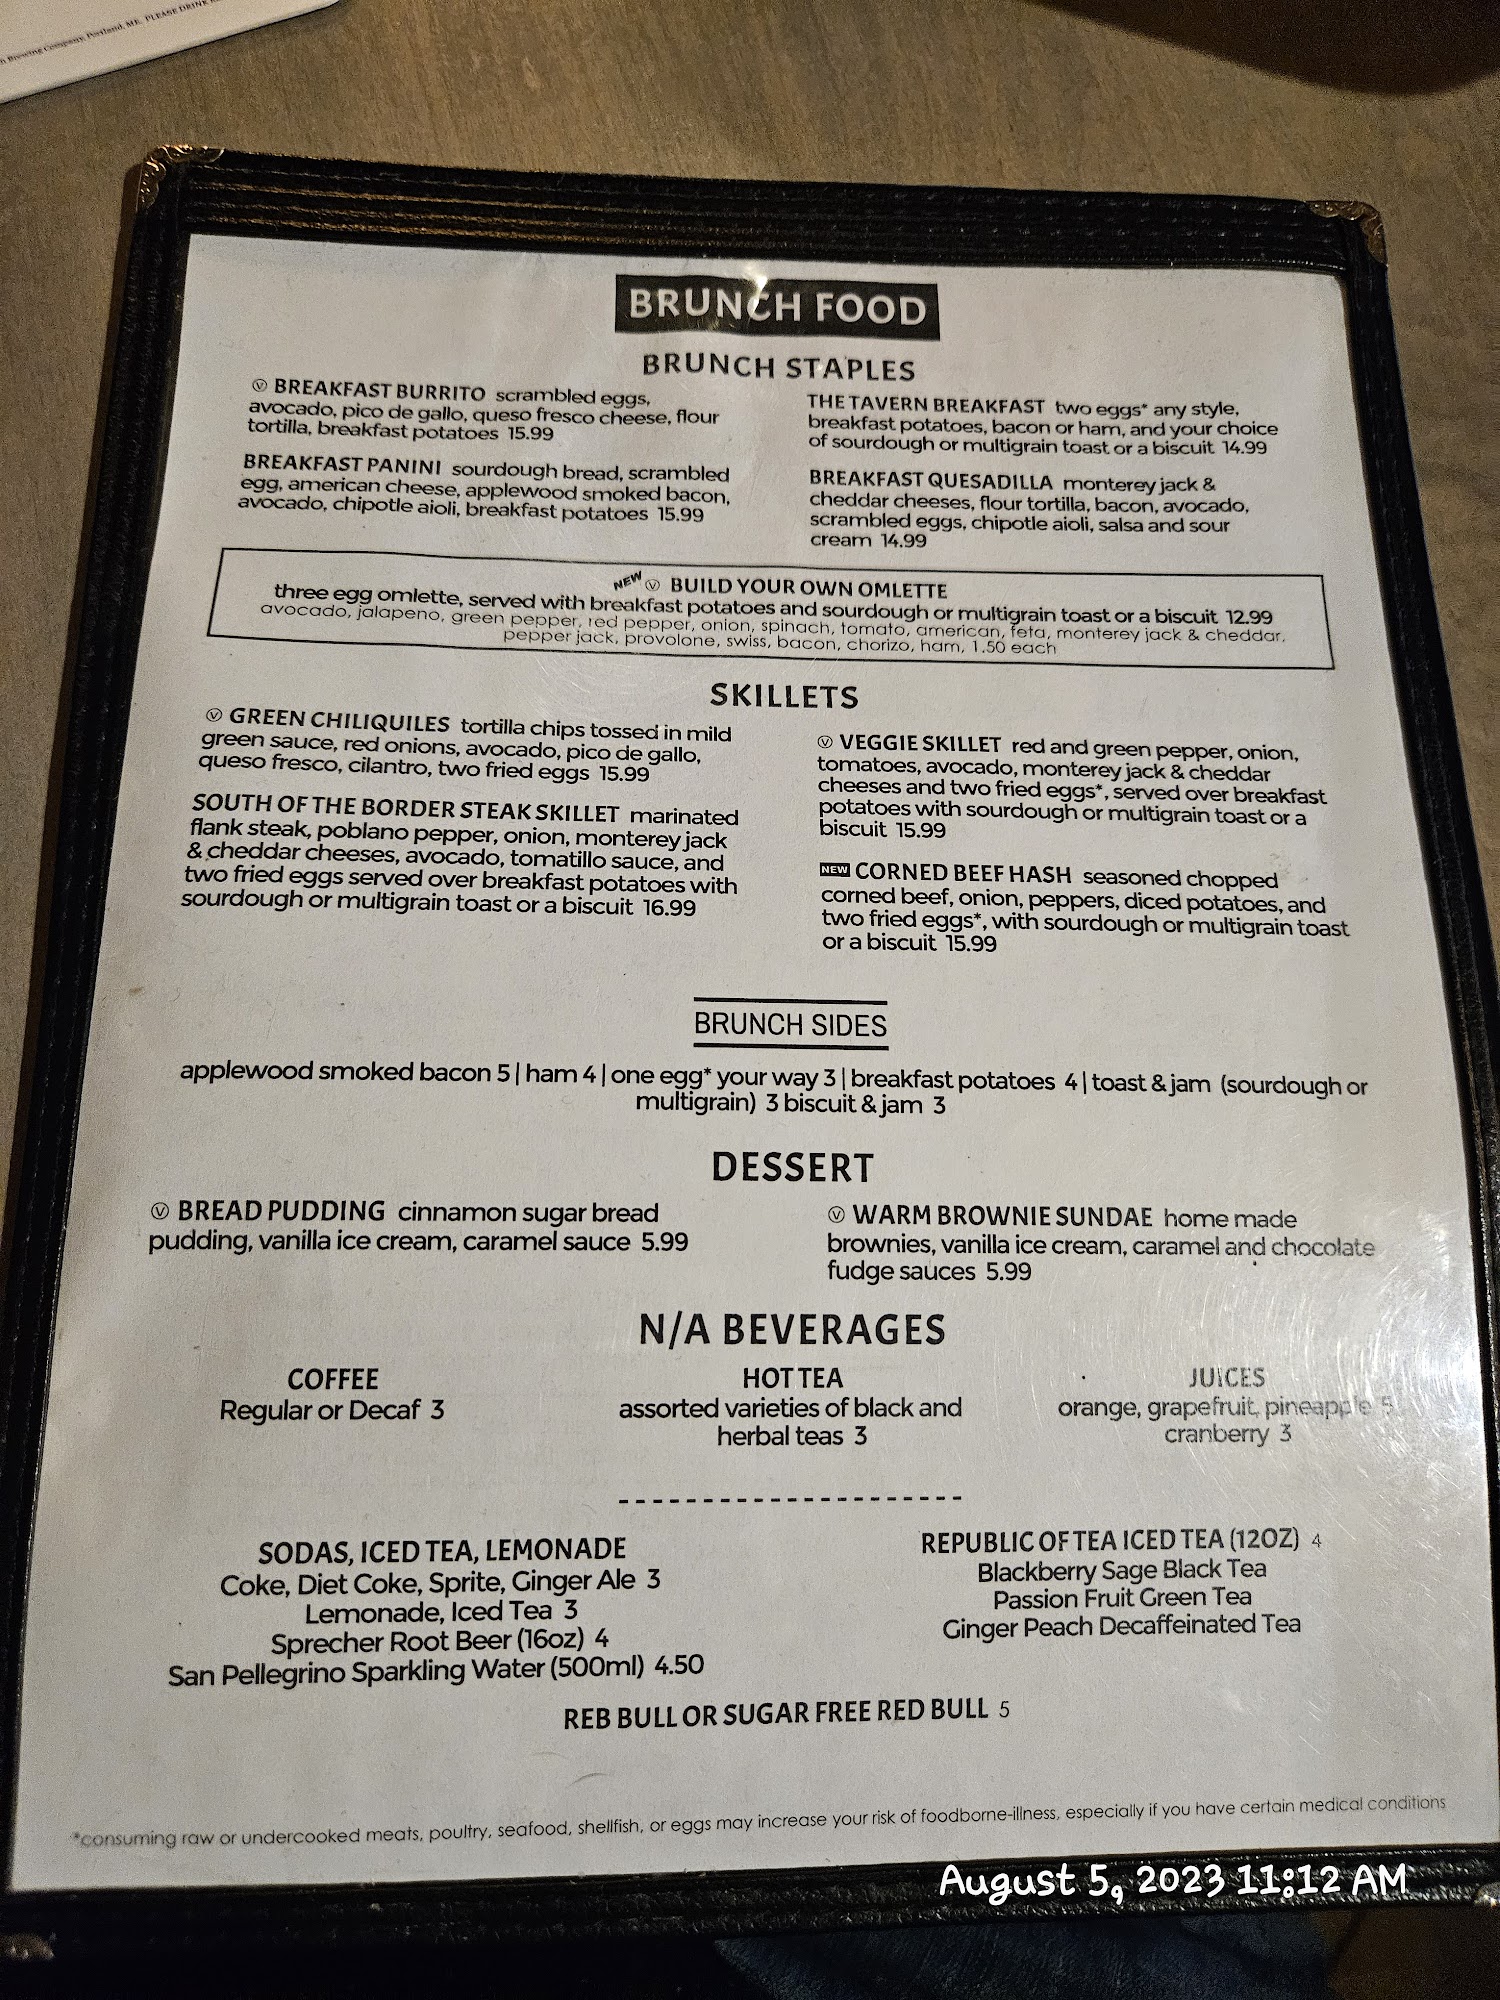 Brewing Company, Portland, ME. PLEASE DRINK
BRUNCH FOOD
BRUNCH STAPLES
Ⓥ BREAKFAST BURRITO scrambled eggs,
avocado, pico de gallo, queso fresco cheese, flour
tortilla, breakfast potatoes 15.99
BREAKFAST PANINI sourdough bread, scrambled
egg, american cheese, applewood smoked bacon,
avocado, chipotle aioli, breakfast potatoes 15.99
THE TAVERN BREAKFAST two eggs* any style,
breakfast potatoes, bacon or ham, and your choice
of sourdough or multigrain toast or a biscuit 14.99
BREAKFAST QUESADILLA monterey jack &
cheddar cheeses, flour tortilla, bacon, avocado,
scrambled eggs, chipotle aioli, salsa and sour
cream 14.99
NEW Ⓥ BUILD YOUR OWN OMLETTE
three egg omlette, served with breakfast potatoes and sourdough or multigrain toast or a biscuit 12.99
avocado, jalapeno, green pepper, red pepper, onion, spinach, tomato, american, feta, monterey jack & cheddar,
pepper jack, provolone, swiss, bacon, chorizo, ham, 1.50 each
SKILLETS
Ⓥ GREEN CHILIQUILES tortilla chips tossed in mild
green sauce, red onions, avocado, pico de gallo,
queso fresco, cilantro, two fried eggs 15.99
SOUTH OF THE BORDER STEAK SKILLET marinated
flank steak, poblano pepper, onion, monterey jack
& cheddar cheeses, avocado, tomatillo sauce, and
two fried eggs served over breakfast potatoes with
sourdough or multigrain toast or a biscuit 16.99
Ⓥ VEGGIE SKILLET red and green pepper, onion,
tomatoes, avocado, monterey jack & cheddar
cheeses and two fried eggs*, served over breakfast
potatoes with sourdough or multigrain toast or a
biscuit 15.99
NEW CORNED BEEF HASH seasoned chopped
corned beef, onion, peppers, diced potatoes, and
two fried eggs*, with sourdough or multigrain toast
or a biscuit 15.99
BRUNCH SIDES
applewood smoked bacon 5 | ham 4 | one egg* your way 3 | breakfast potatoes 4 | toast & jam (sourdough or
multigrain) 3 biscuit & jam 3
DESSERT
Ⓥ BREAD PUDDING cinnamon sugar bread
pudding, vanilla ice cream, caramel sauce 5.99
Ⓥ WARM BROWNIE SUNDAE home made
brownies, vanilla ice cream, caramel and chocolate
fudge sauces 5.99
N/A BEVERAGES
COFFEE
Regular or Decaf 3
HOT TEA
assorted varieties of black and
herbal teas 3
JUICES
orange, grapefruit, pineapple 5
cranberry 3
SODAS, ICED TEA, LEMONADE
Coke, Diet Coke, Sprite, Ginger Ale 3
Lemonade, Iced Tea 3
Sprecher Root Beer (16oz) 4
San Pellegrino Sparkling Water (500ml) 4.50
REPUBLIC OF TEA ICED TEA (12OZ) 4
Blackberry Sage Black Tea
Passion Fruit Green Tea
Ginger Peach Decaffeinated Tea
REB BULL OR SUGAR FREE RED BULL 5
*consuming raw or undercooked meats, poultry, seafood, shellfish, or eggs may increase your risk of foodborne-illness, especially if you have certain medical conditions
August 5, 2023 11:12 AM